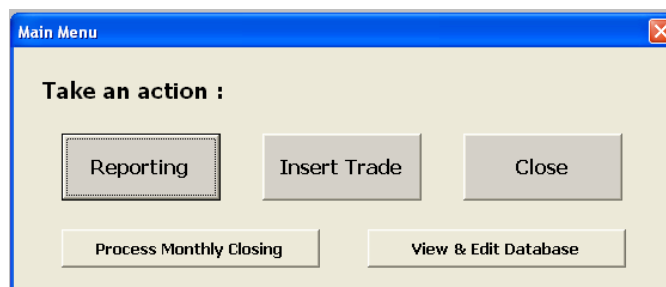 Main Menu
Take an action :
Reporting
Insert Trade
Close
Process Monthly Closing
View & Edit Database